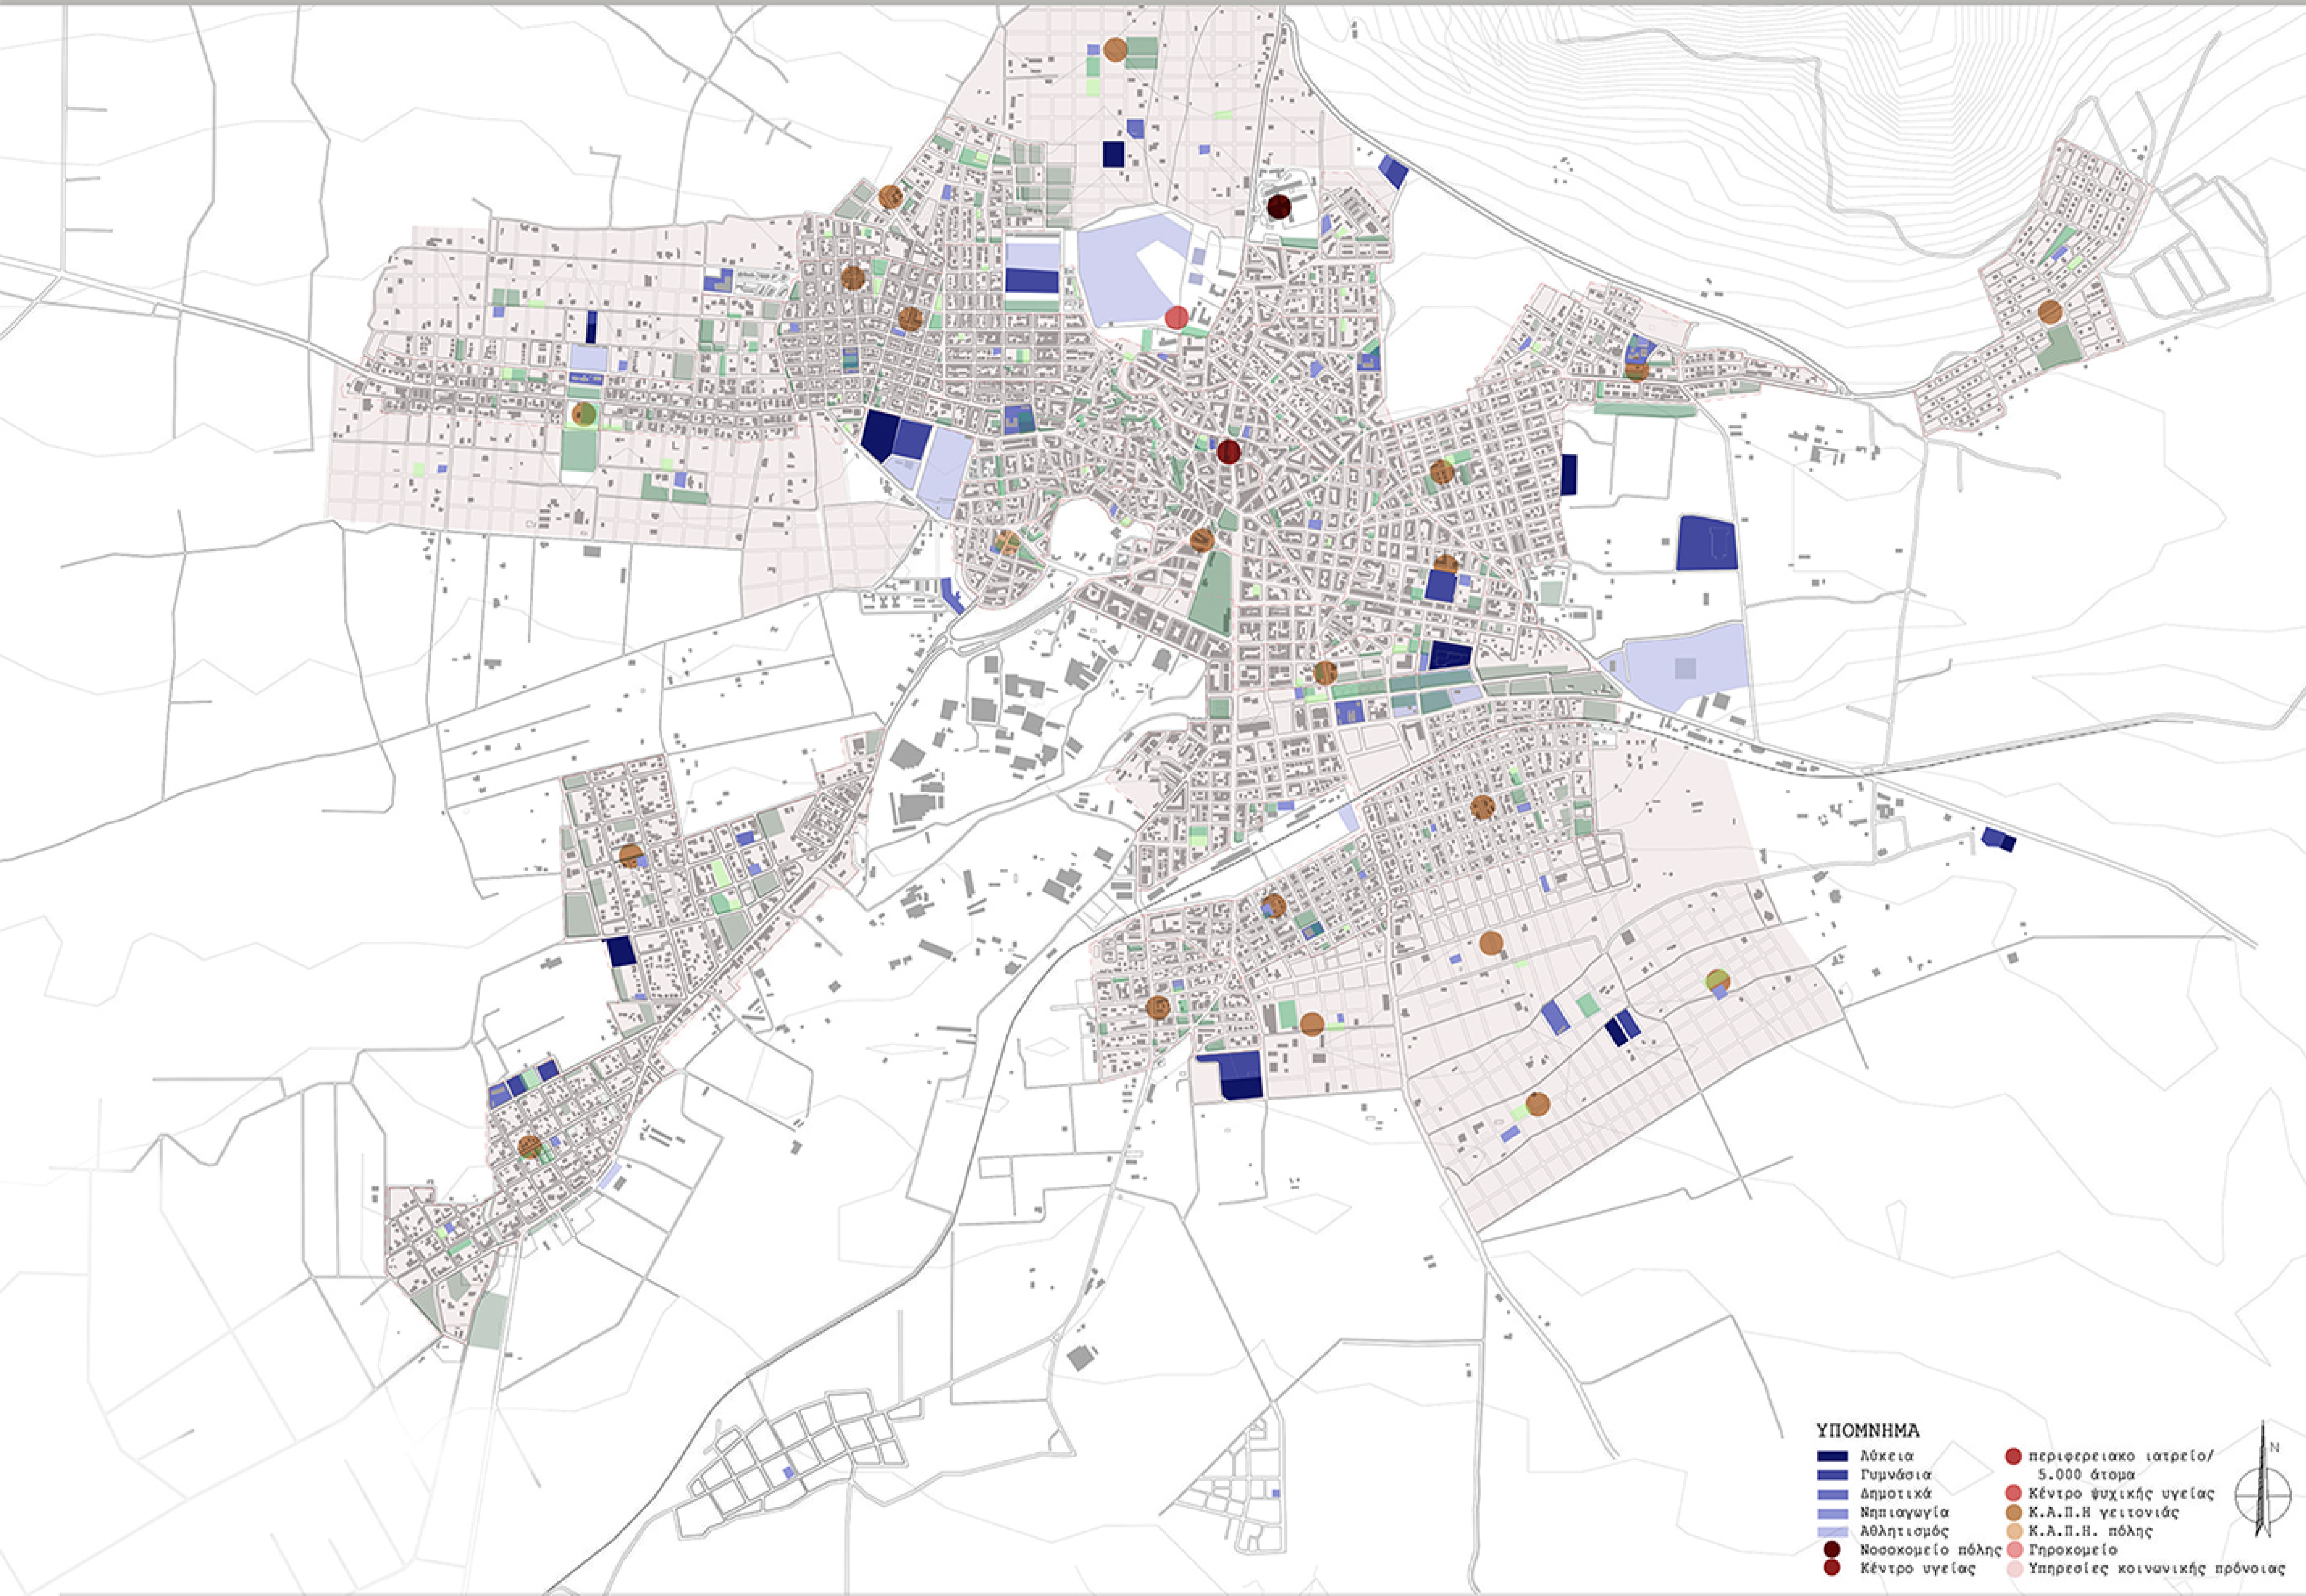 ΥΠΟΜΝΗΜΑ
Λύκεια
Γυμνάσια
Δημοτικά
Νηπιαγωγία
Αθλητισμός
Νοσοκομείο πόλης
Κέντρο υγείας
περιφερειακο ιατρείο/
5.000 άτομα
Κέντρο ψυχικής υγείας
Κ.Α.Π.Η γειτονιάς
Κ.Α.Π.Η. πόλης
Γηροκομείο
Υπηρεσίες κοινωνικής πρόνοιας
N